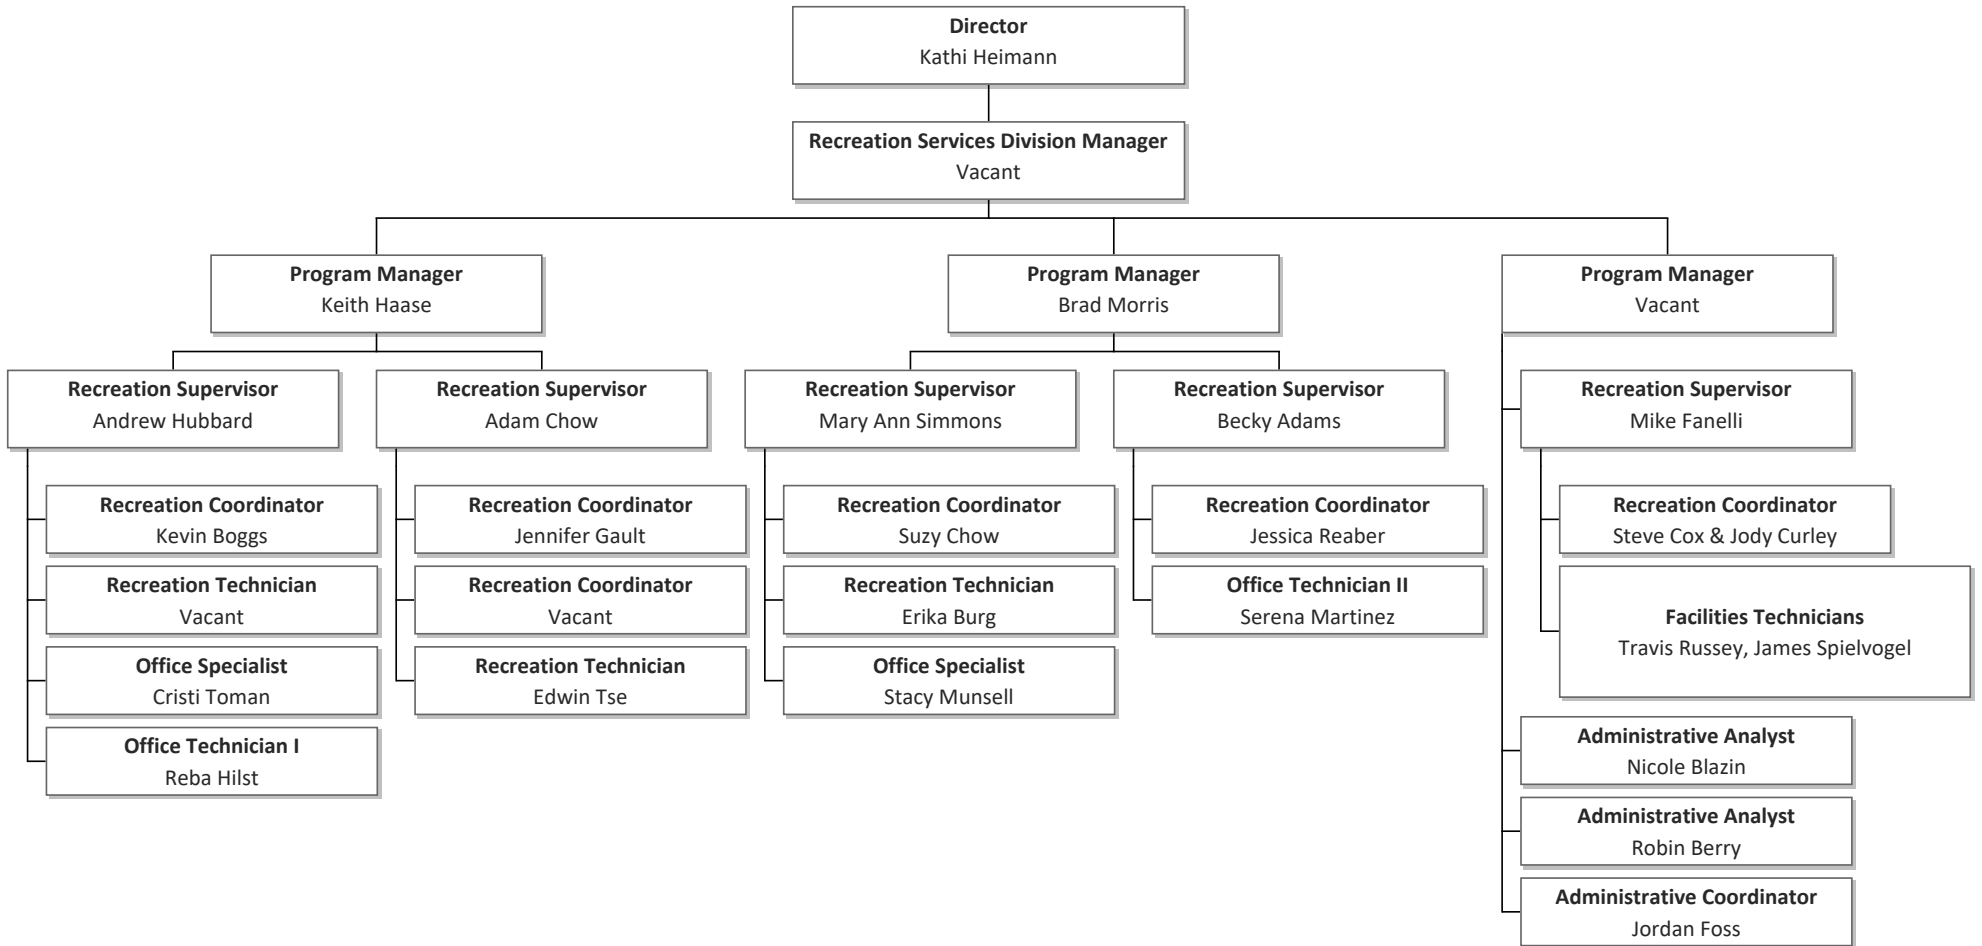 Director
Kathi Heimann
Recreation Services Division Manager
Vacant
Program Manager
Keith Haase
Program Manager
Brad Morris
Program Manager
Vacant
Recreation Supervisor
Andrew Hubbard
Recreation Supervisor
Adam Chow
Recreation Supervisor
Mary Ann Simmons
Recreation Supervisor
Becky Adams
Recreation Supervisor
Mike Fanelli
Recreation Coordinator
Kevin Boggs
Recreation Technician
Vacant
Office Specialist
Cristi Toman
Office Technician I
Reba Hilst
Recreation Coordinator
Jennifer Gault
Recreation Coordinator
Vacant
Recreation Technician
Edwin Tse
Recreation Coordinator
Suzy Chow
Recreation Technician
Erika Burg
Office Specialist
Stacy Munsell
Recreation Coordinator
Jessica Reaber
Office Technician II
Serena Martinez
Recreation Coordinator
Steve Cox & Jody Curley
Facilities Technicians
Travis Russey, James Spielvogel
Administrative Analyst
Nicole Blazin
Administrative Analyst
Robin Berry
Administrative Coordinator
Jordan Foss